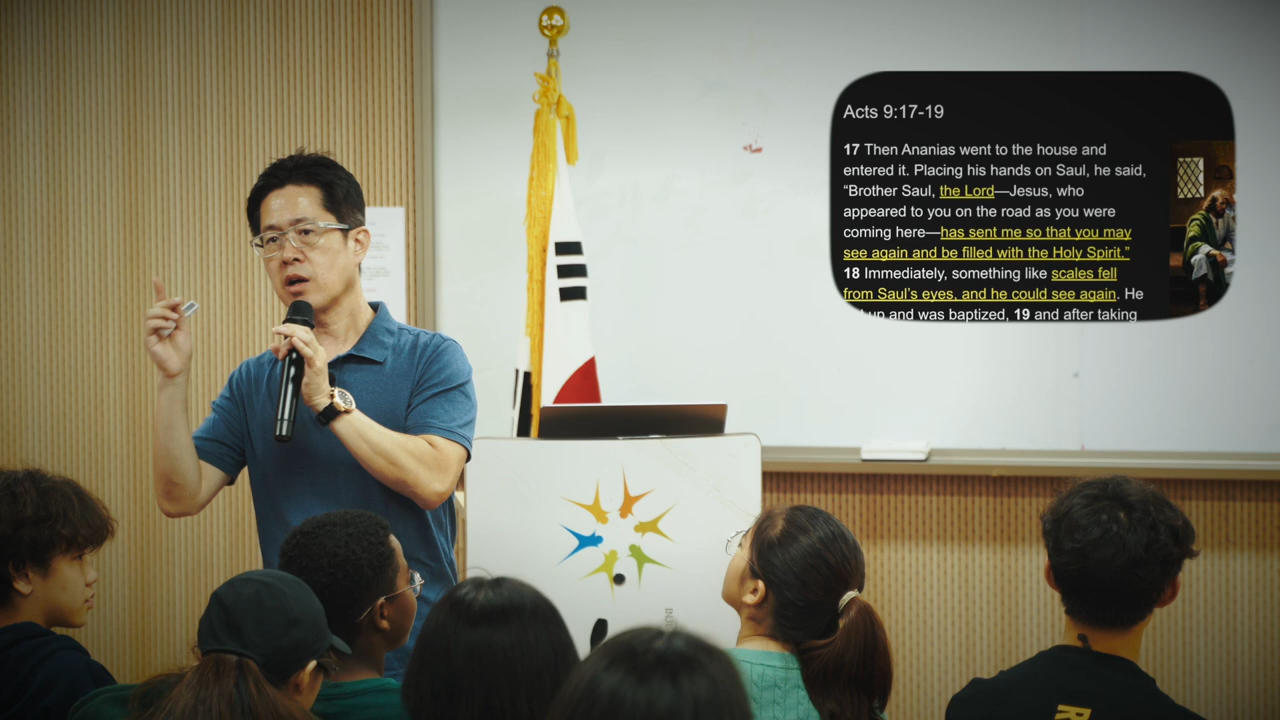 Acts 9:17-19
17 Then Ananias went to the house and
entered it. Placing his hands on Saul, he said,
“Brother Saul, the Lord—Jesus, who
appeared to you on the road as you were
coming here—has sent me so that you may
see again and be filled with the Holy Spirit.”
18 Immediately, something like scales fell
from Saul’s eyes, and he could see again. He
up and was baptized, 19 and after taking